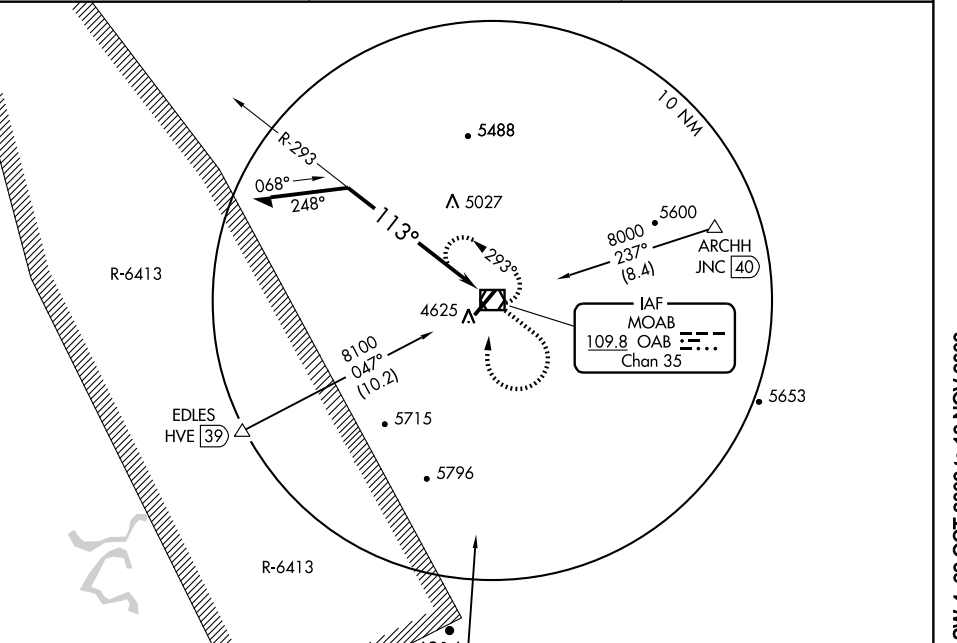 10 NM
R-293
5488
068°
248°
5027
113°
5600
8000
237°
(8.4)
ARCHH
JNC 40
293°
R-6413
4625
IAF
MOAB
109.8 OAB
Chan 35
8100
047°
(10.2)
5653
EDLES
HVE 39
5715
5796
R-6413